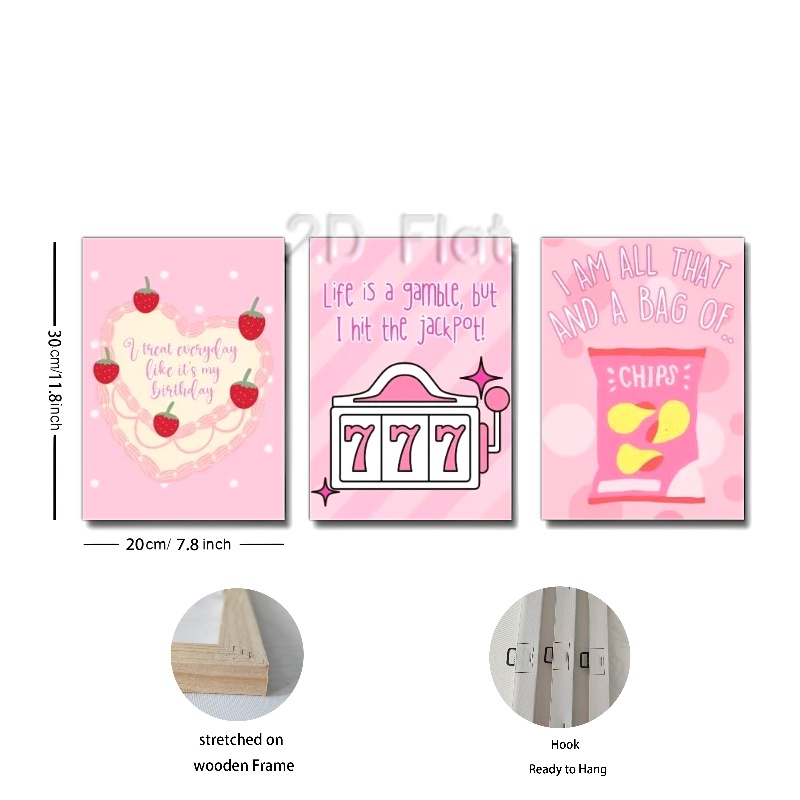 2D Flat
30cm/11.8inch
I treat everyday
like it's my
birthday
Life is a gamble, but
I hit the jackpot!
777
I AM ALL THAT
AND A BAG OF..
CHIPS
20cm/ 7.8 inch
stretched on
wooden Frame
Hook
Ready to Hang